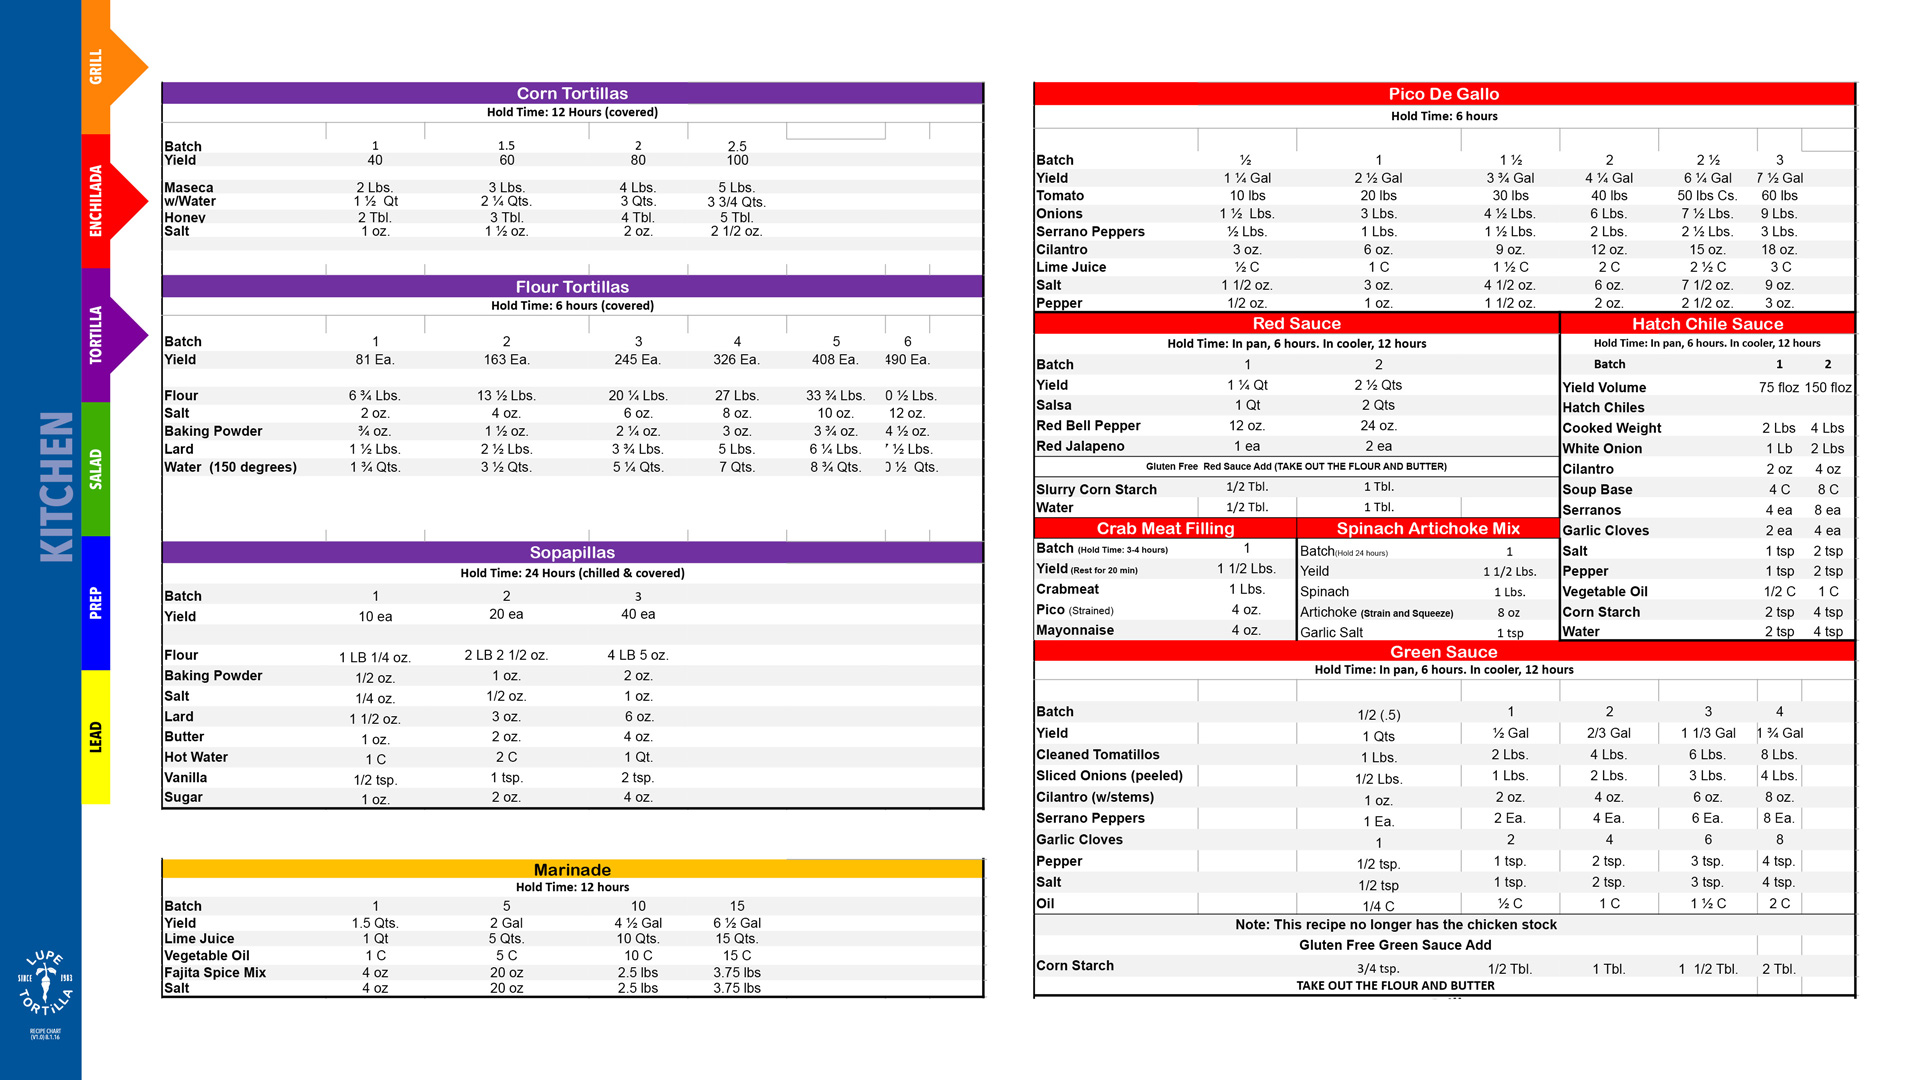 GRILL
ENCHILADA
TORTILLA
SALAD
PREP
LEAD
KITCHEN
LUPE
SINCE 1983
TORTILLA
RECIPE CHART
(V1.0) 8.1.16
Corn Tortillas
Hold Time: 12 Hours (covered)
Batch 1 1.5 2 2.5
Yield 40 60 80 100
Maseca 2 Lbs. 3 Lbs. 4 Lbs. 5 Lbs.
w/Water 1 ½ Qt 2 ¼ Qts. 3 Qts. 3 3/4 Qts.
Honey 2 Tbl. 3 Tbl. 4 Tbl. 5 Tbl.
Salt 1 oz. 1 ½ oz. 2 oz. 2 1/2 oz.
Flour Tortillas
Hold Time: 6 hours (covered)
Batch 1 2 3 4 5 6
Yield 81 Ea. 163 Ea. 245 Ea. 326 Ea. 408 Ea. 490 Ea.
Flour 6 ¾ Lbs. 13 ½ Lbs. 20 ¼ Lbs. 27 Lbs. 33 ¾ Lbs. 0 ½ Lbs.
Salt 2 oz. 4 oz. 6 oz. 8 oz. 10 oz. 12 oz.
Baking Powder ¾ oz. 1 ½ oz. 2 ¼ oz. 3 oz. 3 ¾ oz. 4 ½ oz.
Lard 1 ½ Lbs. 2 ½ Lbs. 3 ¾ Lbs. 5 Lbs. 6 ¼ Lbs. ½ Lbs.
Water (150 degrees) 1 ¾ Qts. 3 ½ Qts. 5 ¼ Qts. 7 Qts. 8 ¾ Qts. 0 ½ Qts.
Sopapillas
Hold Time: 24 Hours (chilled & covered)
Batch 1 2 3
Yield 10 ea 20 ea 40 ea
Flour 1 LB 1/4 oz. 2 LB 2 1/2 oz. 4 LB 5 oz.
Baking Powder 1/2 oz. 1 oz. 2 oz.
Salt 1/4 oz. 1/2 oz. 1 oz.
Lard 1 1/2 oz. 3 oz. 6 oz.
Butter 1 oz. 2 oz. 4 oz.
Hot Water 1 C 2 C 1 Qt.
Vanilla 1/2 tsp. 1 tsp. 2 tsp.
Sugar 1 oz. 2 oz. 4 oz.
Marinade
Hold Time: 12 hours
Batch 1 5 10 15
Yield 1.5 Qts. 2 Gal 4 ½ Gal 6 ½ Gal
Lime Juice 1 Qt 5 Qts. 10 Qts. 15 Qts.
Vegetable Oil 1 C 5 C 10 C 15 C
Fajita Spice Mix 4 oz 20 oz 2.5 lbs 3.75 lbs
Salt 4 oz 20 oz 2.5 lbs 3.75 lbs
Pico De Gallo
Hold Time: 6 hours
Batch ½ 1 1 ½ 2 2 ½ 3
Yield 1 ¼ Gal 2 ½ Gal 3 ¾ Gal 4 ¼ Gal 6 ¼ Gal 7 ½ Gal
Tomato 10 lbs 20 lbs 30 lbs 40 lbs 50 lbs Cs. 60 lbs
Onions 1 ½ Lbs. 3 Lbs. 4 ½ Lbs. 6 Lbs. 7 ½ Lbs. 9 Lbs.
Serrano Peppers ½ Lbs. 1 Lbs. 1 ½ Lbs. 2 Lbs. 2 ½ Lbs. 3 Lbs.
Cilantro 3 oz. 6 oz. 9 oz. 12 oz. 15 oz. 18 oz.
Lime Juice ½ C 1 C 1 ½ C 2 C 2 ½ C 3 C
Salt 1 1/2 oz. 3 oz. 4 1/2 oz. 6 oz. 7 1/2 oz. 9 oz.
Pepper 1/2 oz. 1 oz. 1 1/2 oz. 2 oz. 2 1/2 oz. 3 oz.
Red Sauce
Hold Time: In pan, 6 hours. In cooler, 12 hours
Batch 1 2
Yield 1 ¼ Qt 2 ½ Qts
Salsa 1 Qt 2 Qts
Red Bell Pepper 12 oz. 24 oz.
Red Jalapeno 1 ea 2 ea
Gluten Free Red Sauce Add (TAKE OUT THE FLOUR AND BUTTER)
Slurry Corn Starch 1/2 Tbl. 1 Tbl.
Water 1/2 Tbl. 1 Tbl.
Hatch Chile Sauce
Hold Time: In pan, 6 hours. In cooler, 12 hours
Batch 1 2
Yield Volume 75 floz 150 floz
Hatch Chiles
Cooked Weight 2 Lbs 4 Lbs
White Onion 1 Lb 2 Lbs
Cilantro 2 oz 4 oz
Soup Base 4 C 8 C
Serranos 4 ea 8 ea
Garlic Cloves 2 ea 4 ea
Salt 1 tsp 2 tsp
Pepper 1 tsp 2 tsp
Vegetable Oil 1/2 C 1 C
Corn Starch 2 tsp 4 tsp
Water 2 tsp 4 tsp
Crab Meat Filling
Batch (Hold Time: 3-4 hours) 1
Yield (Rest for 20 min) 1 1/2 Lbs.
Crabmeat 1 Lbs.
Pico (Strained) 4 oz.
Mayonnaise 4 oz.
Spinach Artichoke Mix
Batch(Hold 24 hours) 1
Yeild 1 1/2 Lbs.
Spinach 1 Lbs.
Artichoke (Strain and Squeeze) 8 oz
Garlic Salt 1 tsp
Green Sauce
Hold Time: In pan, 6 hours. In cooler, 12 hours
Batch 1/2 (.5) 1 2 3 4
Yield 1 Qts ½ Gal 2/3 Gal 1 1/3 Gal 1 ¾ Gal
Cleaned Tomatillos 1 Lbs. 2 Lbs. 4 Lbs. 6 Lbs. 8 Lbs.
Sliced Onions (peeled) 1/2 Lbs. 1 Lbs. 2 Lbs. 3 Lbs. 4 Lbs.
Cilantro (w/stems) 1 oz. 2 oz. 4 oz. 6 oz. 8 oz.
Serrano Peppers 1 Ea. 2 Ea. 4 Ea. 6 Ea. 8 Ea.
Garlic Cloves 1 2 4 6 8
Pepper 1/2 tsp. 1 tsp. 2 tsp. 3 tsp. 4 tsp.
Salt 1/2 tsp 1 tsp. 2 tsp. 3 tsp. 4 tsp.
Oil 1/4 C ½ C 1 C 1 ½ C 2 C
Note: This recipe no longer has the chicken stock
Gluten Free Green Sauce Add
Corn Starch 3/4 tsp. 1/2 Tbl. 1 Tbl. 1 1/2 Tbl. 2 Tbl.
TAKE OUT THE FLOUR AND BUTTER